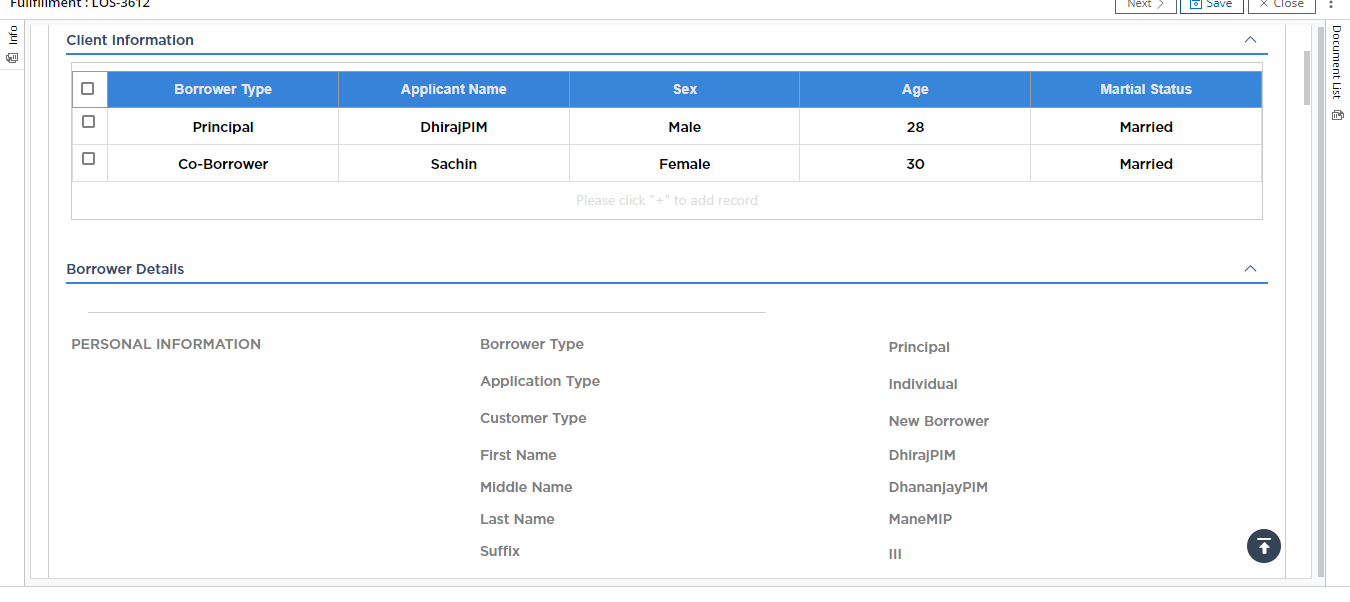 Fullfillment : LOS-3612
Next Save Close
Info
Document List
Client Information
Borrower Type Applicant Name Sex Age Martial Status
Principal DhirajPIM Male 28 Married
Co-Borrower Sachin Female 30 Married
Please click "+" to add record
Borrower Details
PERSONAL INFORMATION
Borrower Type Principal
Application Type Individual
Customer Type New Borrower
First Name DhirajPIM
Middle Name DhananjayPIM
Last Name ManeMIP
Suffix III